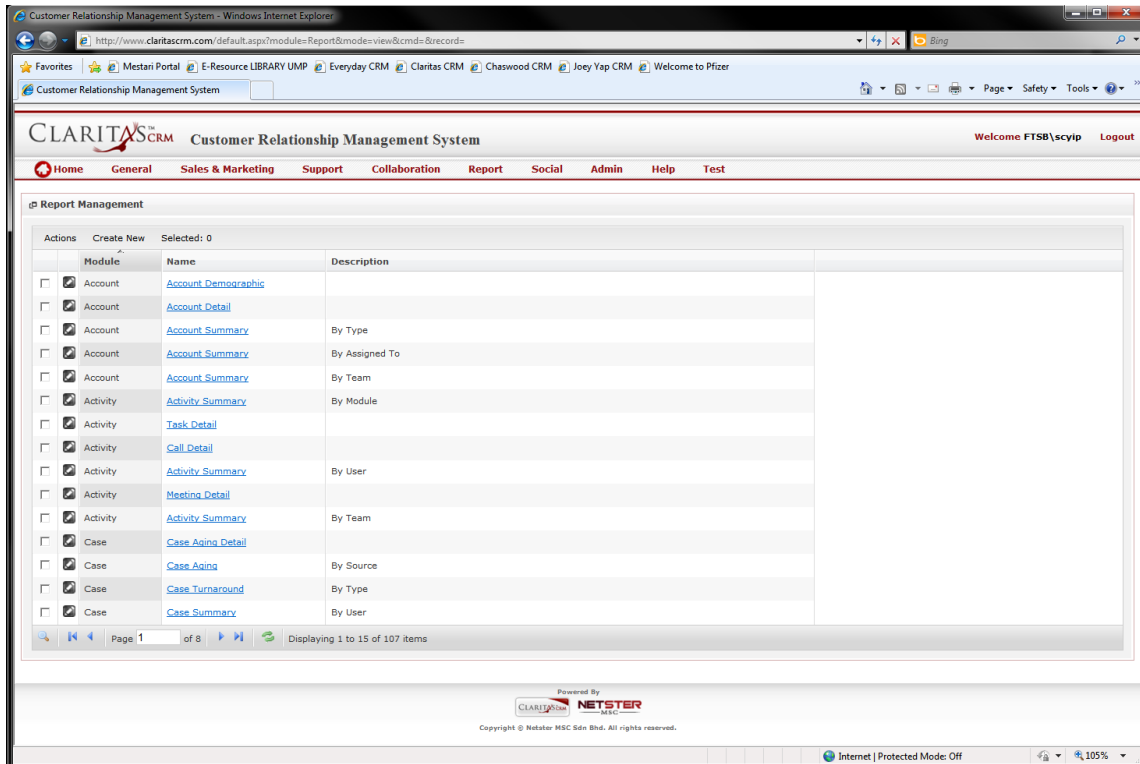 Customer Relationship Management System - Windows Internet Explorer
http://www.claritascrm.com/default.aspx?module=Report&mode=view&cmd=&record=
Bing
Favorites Mestari Portal E-Resource LIBRARY UMP Everyday CRM Claritas CRM Chaswood CRM Joey Yap CRM Welcome to Pfizer
Customer Relationship Management System
Page Safety Tools
CLARITAS™CRM Customer Relationship Management System
Welcome FTSB\scyip Logout
Home General Sales & Marketing Support Collaboration Report Social Admin Help Test
Report Management
Actions Create New Selected: 0
Module Name Description
Account Account Demographic
Account Account Detail
Account Account Summary By Type
Account Account Summary By Assigned To
Account Account Summary By Team
Activity Activity Summary By Module
Activity Task Detail
Activity Call Detail
Activity Activity Summary By User
Activity Meeting Detail
Activity Activity Summary By Team
Case Case Aging Detail
Case Case Aging By Source
Case Case Turnaround By Type
Case Case Summary By User
Page 1 of 8 Displaying 1 to 15 of 107 items
Powered By
CLARITASCRM NETSTER
MSC
Copyright © Netster MSC Sdn Bhd. All rights reserved.
Internet | Protected Mode: Off 105%